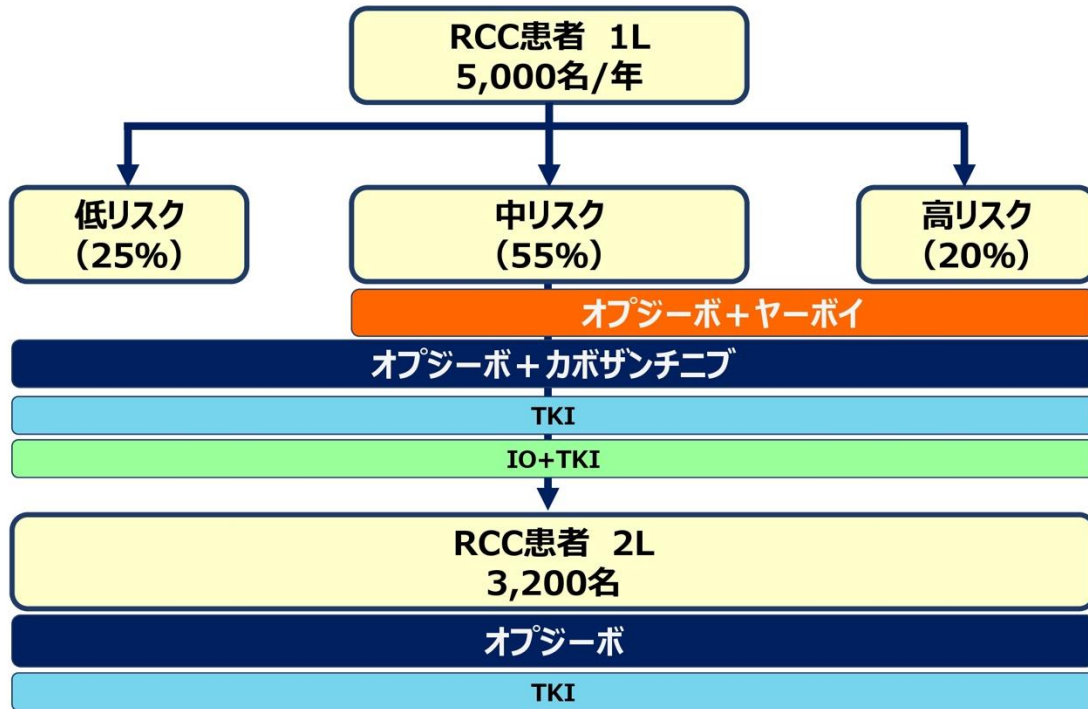 RCC患者 1L
5,000名/年
低リスク
(25%)
中リスク
(55%)
高リスク
(20%)
オプジーボ+ヤーボイ
オプジーボ+カボザンチニブ
TKI
IO+TKI
RCC患者 2L
3,200名
オプジーボ
TKI